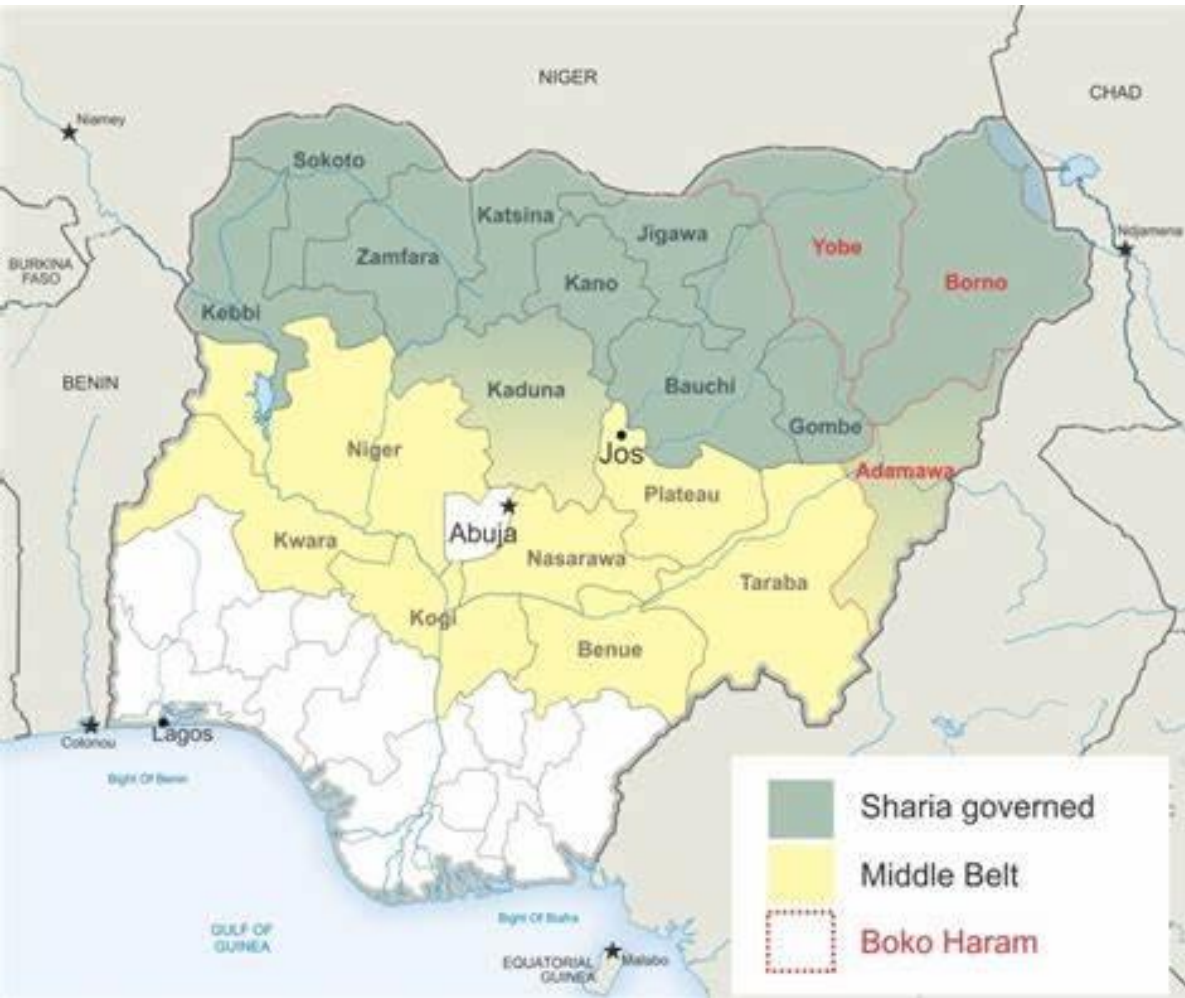 NIGER
CHAD
Niamey
Sokoto
Katsina
Jigawa
Yobe
Ndjamena
Zamfara
Kano
Borno
BURKINA
FASO
Kebbi
BENIN
Kaduna
Bauchi
Gombe
Niger
Jos
Adamawa
Plateau
Abuja
Kwara
Nasarawa
Taraba
Kogi
Benue
Cotonou
Lagos
Bight Of Benin
Sharia governed
Middle Belt
Boko Haram
GULF OF
GUINEA
Bight Of Biafra
EQUATORIAL
GUINEA
Malabo